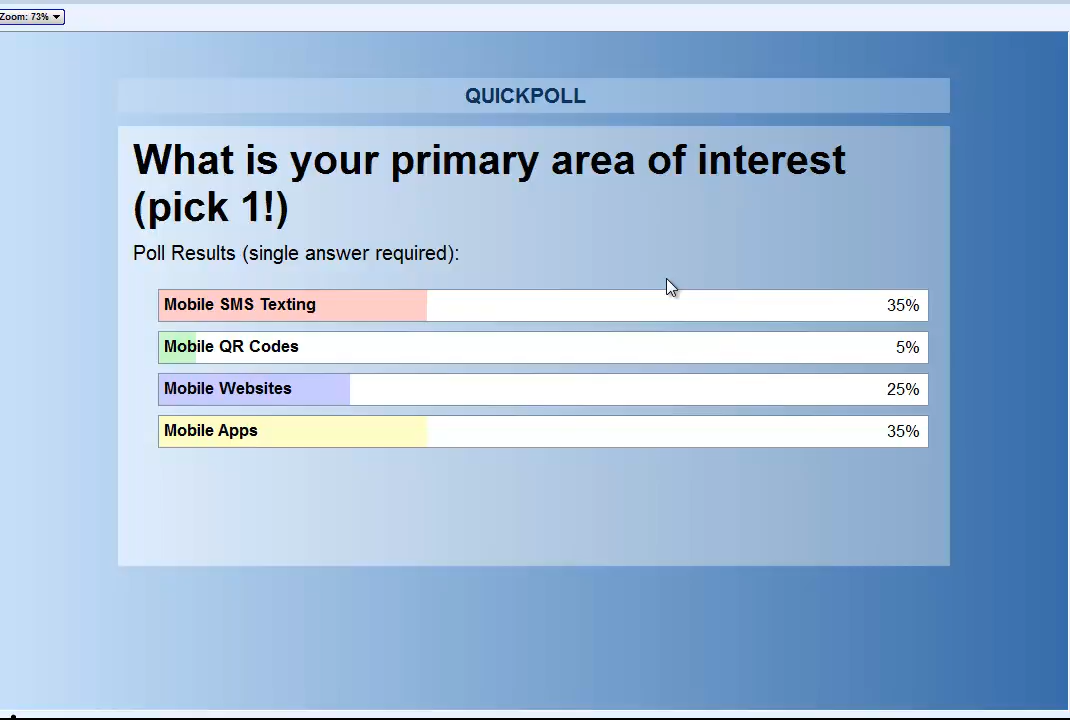 Zoom: 73%
QUICKPOLL
What is your primary area of interest
(pick 1!)
Poll Results (single answer required):
Mobile SMS Texting 35%
Mobile QR Codes 5%
Mobile Websites 25%
Mobile Apps 35%